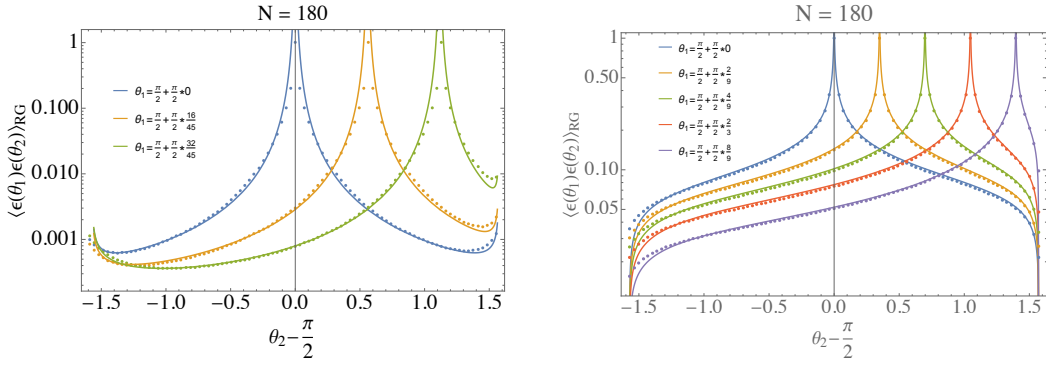 N = 180
⟨ϵ(θ₁)ϵ(θ₂)⟩RG
1
0.100
0.010
0.001
θ₁=π/2+π/2*0
θ₁=π/2+π/2*16/45
θ₁=π/2+π/2*32/45
−1.5 −1.0 −0.5 0.0 0.5 1.0 1.5
θ₂−π/2
N = 180
⟨ϵ(θ₁)ϵ(θ₂)⟩RG
1
0.50
0.10
0.05
θ₁=π/2+π/2*0
θ₁=π/2+π/2*2/9
θ₁=π/2+π/2*4/9
θ₁=π/2+π/2*2/3
θ₁=π/2+π/2*8/9
−1.5 −1.0 −0.5 0.0 0.5 1.0 1.5
θ₂−π/2